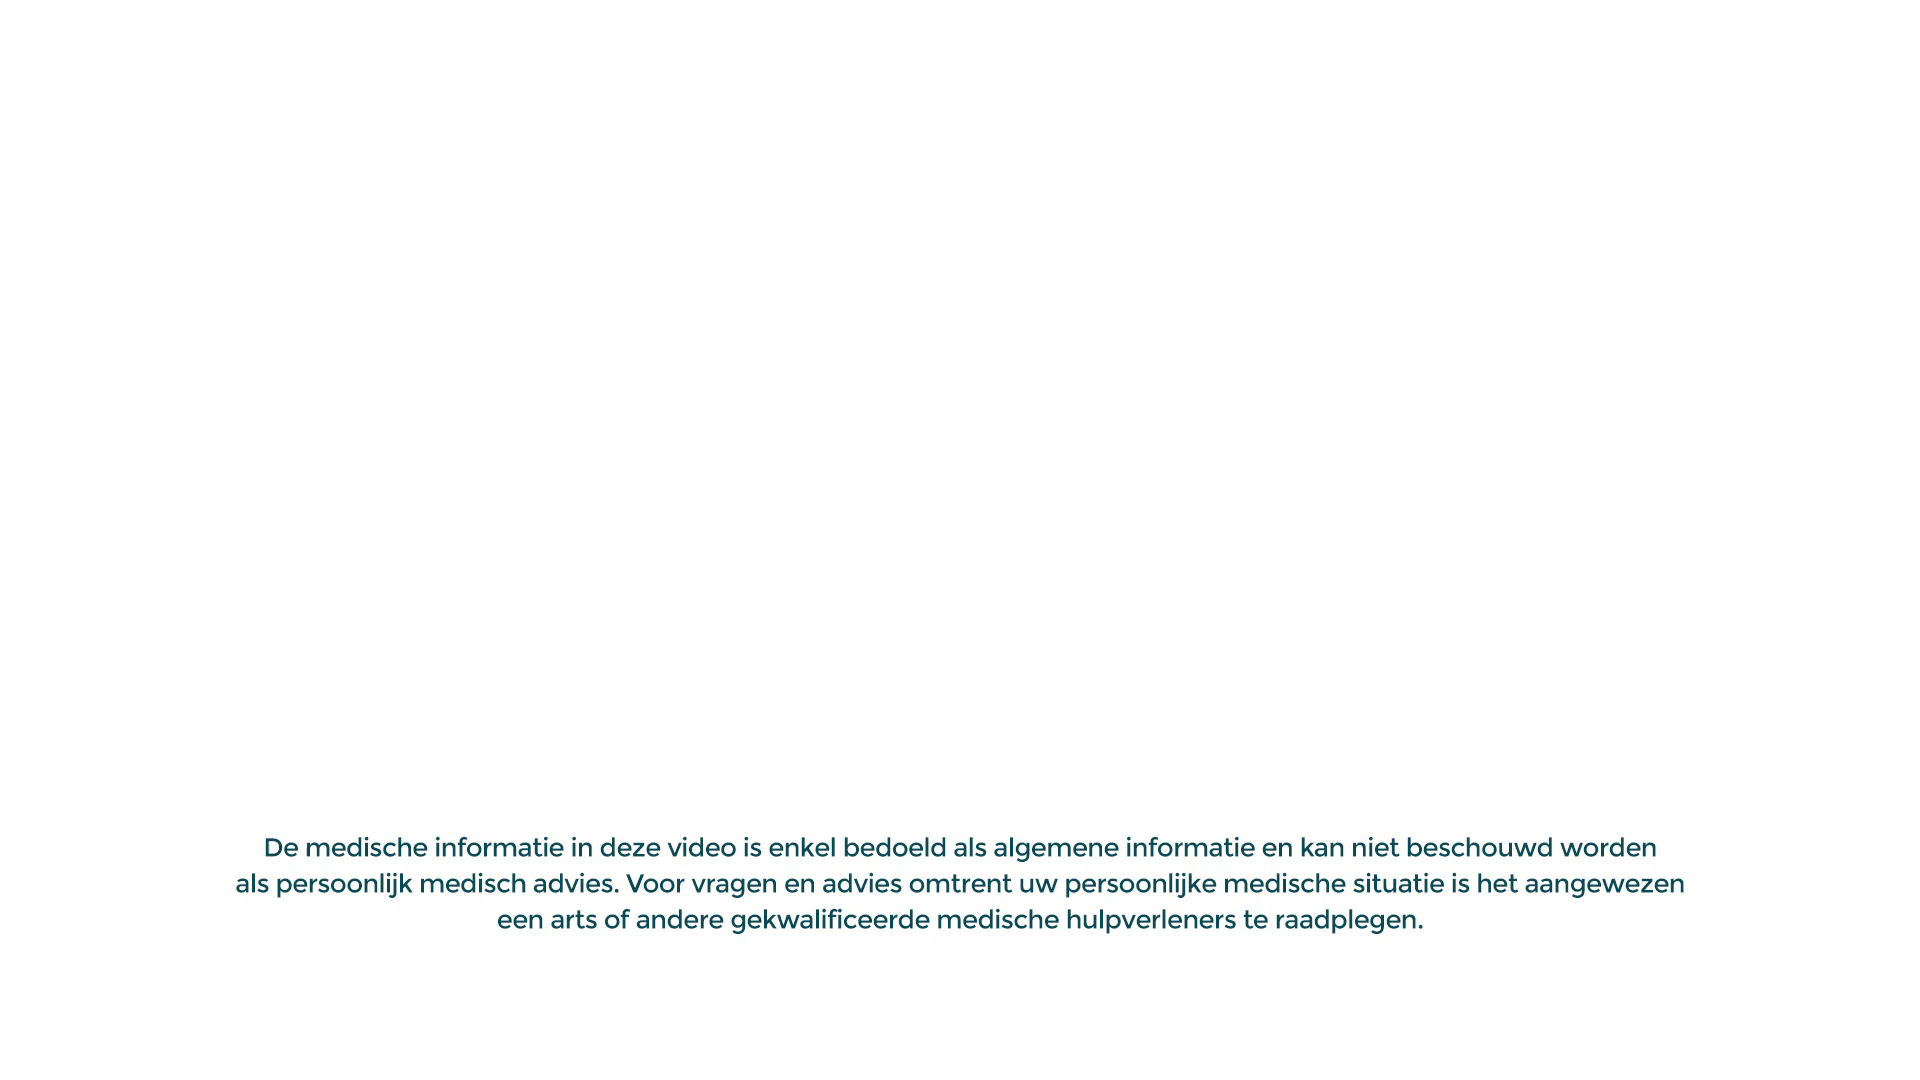 De medische informatie in deze video is enkel bedoeld als algemene informatie en kan niet beschouwd worden
als persoonlijk medisch advies. Voor vragen en advies omtrent uw persoonlijke medische situatie is het aangewezen
een arts of andere gekwalificeerde medische hulpverleners te raadplegen.